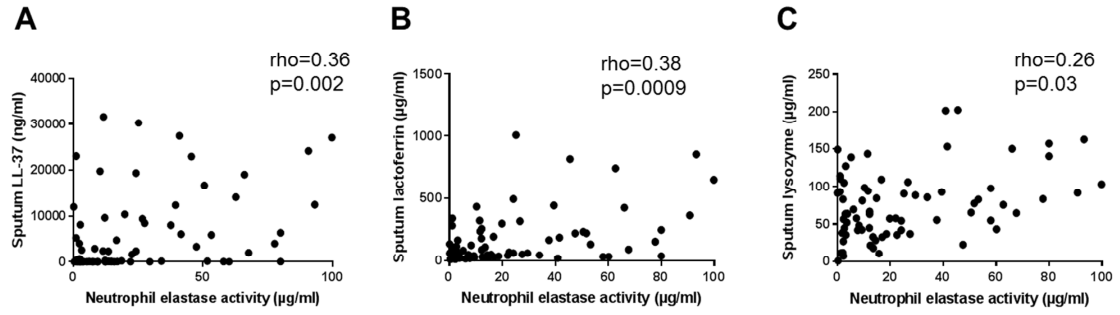 A
rho=0.36
p=0.002
Sputum LL-37 (ng/ml)
40000
30000
20000
10000
0
50
100
Neutrophil elastase activity (µg/ml)
B
rho=0.38
p=0.0009
Sputum lactoferrin (µg/ml)
1500
1000
500
0
0
20
40
60
80
100
Neutrophil elastase activity (µg/ml)
C
rho=0.26
p=0.03
Sputum lysozyme (µg/ml)
250
200
150
100
50
0
0
20
40
60
80
100
Neutrophil elastase activity (µg/ml)